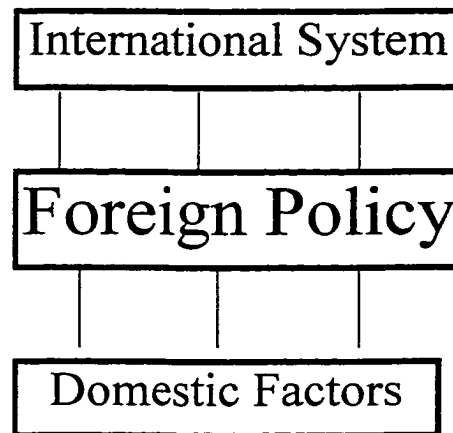 International System
Foreign Policy
Domestic Factors